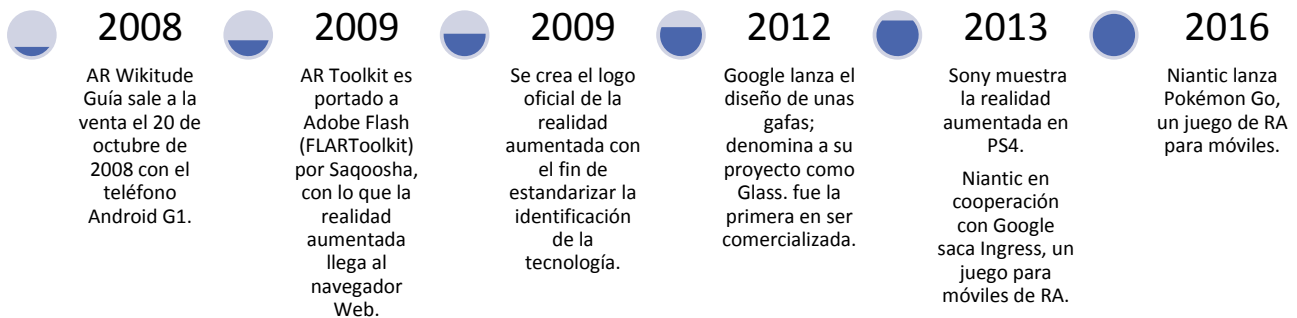 2008
AR Wikitude
Guía sale a la
venta el 20 de
octubre de
2008 con el
teléfono
Android G1.
2009
AR Toolkit es
portado a
Adobe Flash
(FLARToolkit)
por Saqoosha,
con lo que la
realidad
aumentada
llega al
navegador
Web.
2009
Se crea el logo
oficial de la
realidad
aumentada con
el fin de
estandarizar la
identificación
de la
tecnología.
2012
Google lanza el
diseño de unas
gafas;
denomina a su
proyecto como
Glass. fue la
primera en ser
comercializada.
2013
Sony muestra
la realidad
aumentada en
PS4.
Niantic en
cooperación
con Google
saca Ingress, un
juego para
móviles de RA.
2016
Niantic lanza
Pokémon Go,
un juego de RA
para móviles.